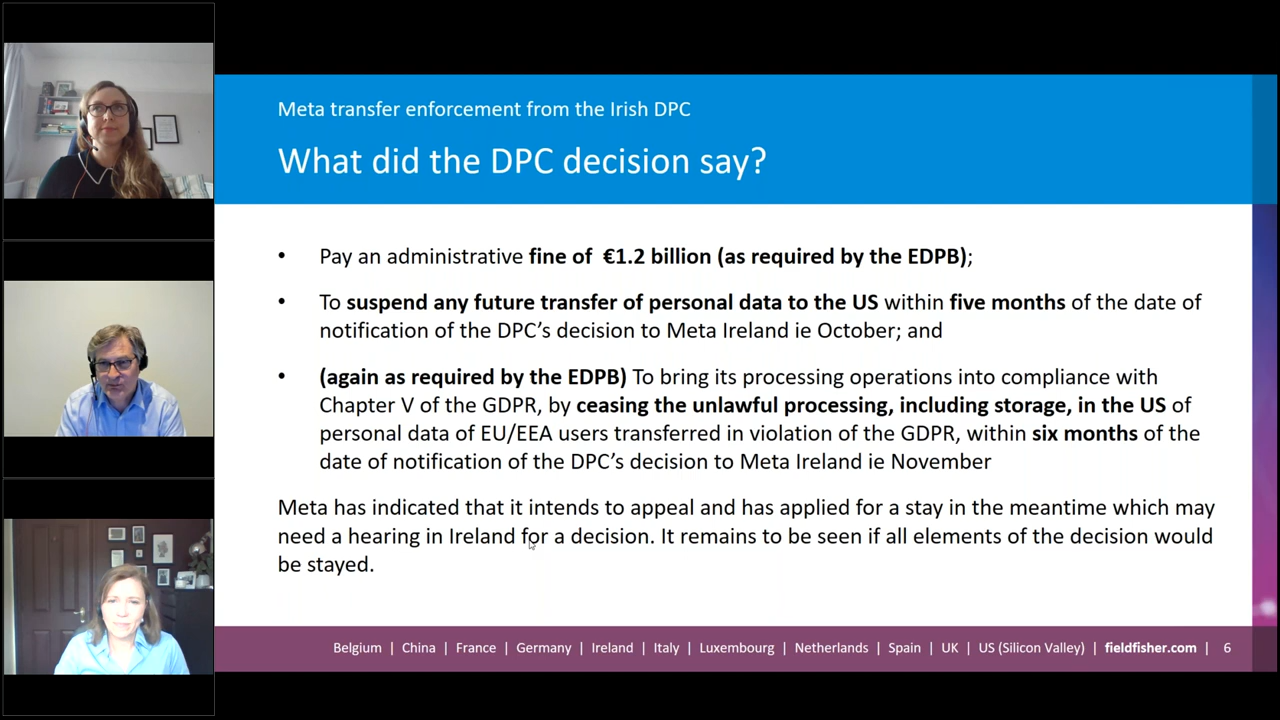 Meta transfer enforcement from the Irish DPC
What did the DPC decision say?
• Pay an administrative fine of €1.2 billion (as required by the EDPB);
• To suspend any future transfer of personal data to the US within five months of the date of
notification of the DPC's decision to Meta Ireland ie October; and
• (again as required by the EDPB) To bring its processing operations into compliance with
Chapter V of the GDPR, by ceasing the unlawful processing, including storage, in the US of
personal data of EU/EEA users transferred in violation of the GDPR, within six months of the
date of notification of the DPC's decision to Meta Ireland ie November
Meta has indicated that it intends to appeal and has applied for a stay in the meantime which may
need a hearing in Ireland for a decision. It remains to be seen if all elements of the decision would
be stayed.
Belgium | China | France | Germany | Ireland | Italy | Luxembourg | Netherlands | Spain | UK | US (Silicon Valley) | fieldfisher.com | 6